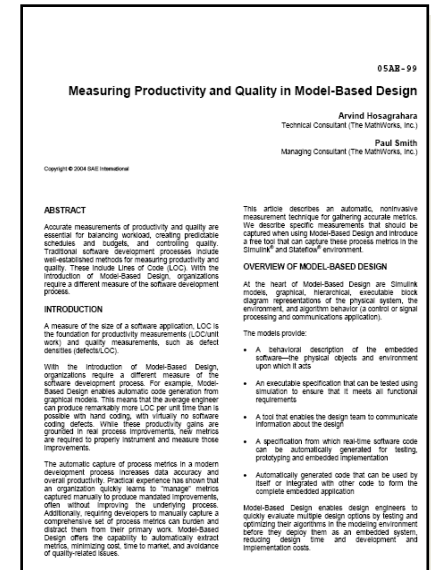 05AE-99
Measuring Productivity and Quality in Model-Based Design
Arvind Hosagrahara
Technical Consultant (The MathWorks, Inc.)
Paul Smith
Managing Consultant (The MathWorks, Inc.)
Copyright © 2004 SAE International
ABSTRACT
Accurate measurements of productivity and quality are
essential for balancing workload, creating predictable
schedules and budgets, and controlling quality.
Traditional software development processes include
well-established methods for measuring productivity and
quality. These include Lines of Code (LOC). With the
introduction of Model-Based Design, organizations
require a different measure of the software development
process.
INTRODUCTION
A measure of the size of a software application, LOC is
the foundation for productivity measurements (LOC/unit
work) and quality measurements, such as defect
densities (defects/LOC).
With the introduction of Model-Based Design,
organizations require a different measure of the
software development process. For example, Model-
Based Design enables automatic code generation from
graphical models. This means that the average engineer
can produce remarkably more LOC per unit time than is
possible with hand coding, with virtually no software
coding defects. While these productivity gains are
grounded in real process improvements, new metrics
are required to properly instrument and measure those
improvements.
The automatic capture of process metrics in a modern
development process increases data accuracy and
overall productivity. Practical experience has shown that
an organization quickly learns to "manage" metrics
captured manually to produce mandated improvements,
often without improving the underlying process.
Additionally, requiring developers to manually capture a
comprehensive set of process metrics can burden and
distract them from their primary work. Model-Based
Design offers the capability to automatically extract
metrics, minimizing cost, time to market, and avoidance
of quality-related issues.
This article describes an automatic, noninvasive
measurement technique for gathering accurate metrics.
We describe specific measurements that should be
captured when using Model-Based Design and introduce
a free tool that can capture these process metrics in the
Simulink® and Stateflow® environment.
OVERVIEW OF MODEL-BASED DESIGN
At the heart of Model-Based Design are Simulink
models, graphical, hierarchical, executable block
diagram representations of the physical system, the
environment, and algorithm behavior (a control or signal
processing and communications application).
The models provide:
• A behavioral description of the embedded
software—the physical objects and environment
upon which it acts
• An executable specification that can be tested using
simulation to ensure that it meets all functional
requirements
• A tool that enables the design team to communicate
information about the design
• A specification from which real-time software code
can be automatically generated for testing,
prototyping and embedded implementation
• Automatically generated code that can be used by
itself or integrated with other code to form the
complete embedded application
Model-Based Design enables design engineers to
quickly evaluate multiple design options by testing and
optimizing their algorithms in the modeling environment
before they deploy them as an embedded system,
reducing design time and development and
implementation costs.